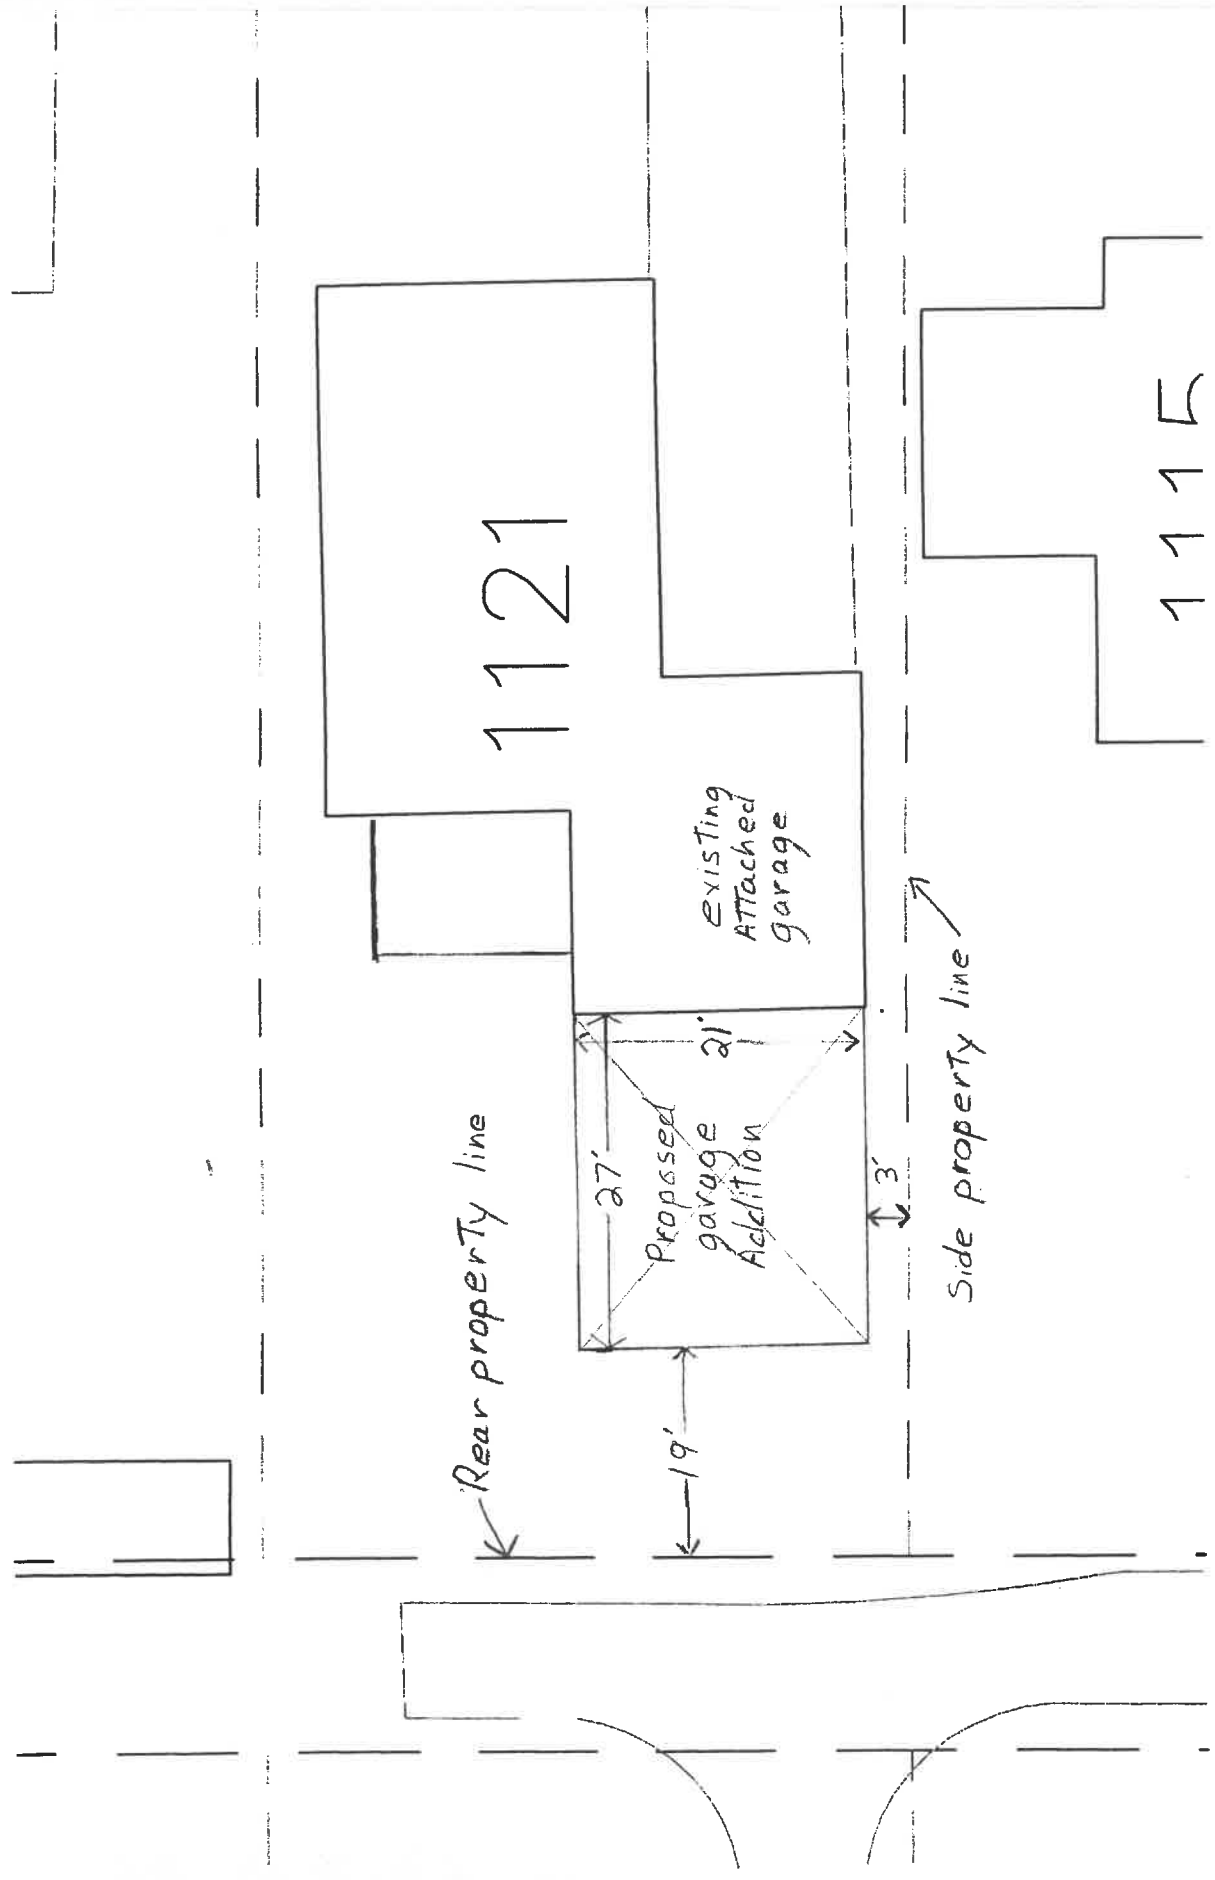 1121
1115
existing
ATTached
garage
21'
27'
Proposed
garage
Addition
3'
Side property line
Rear property line
19'